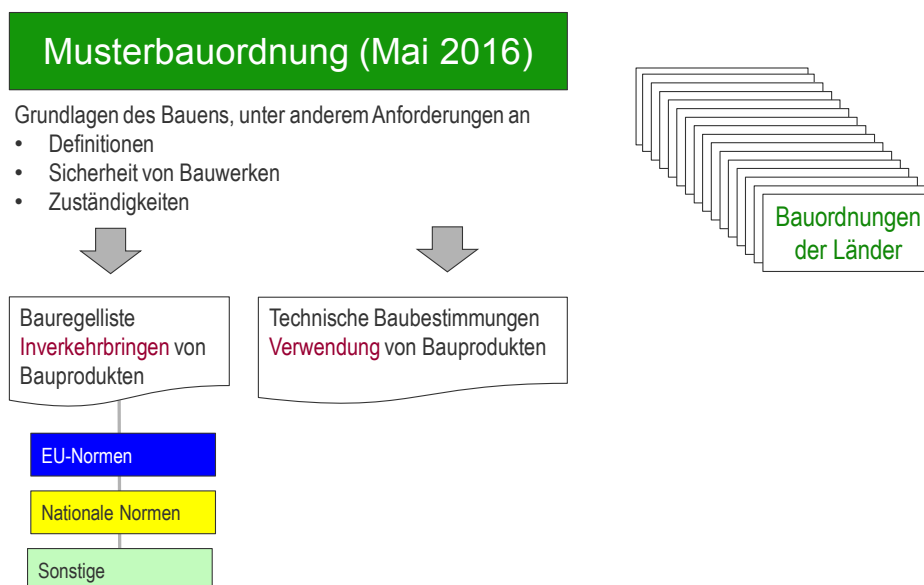 Musterbauordnung (Mai 2016)
Grundlagen des Bauens, unter anderem Anforderungen an
• Definitionen
• Sicherheit von Bauwerken
• Zuständigkeiten
Bauordnungen
der Länder
Bauregelliste
Inverkehrbringen von
Bauprodukten
Technische Baubestimmungen
Verwendung von Bauprodukten
EU-Normen
Nationale Normen
Sonstige